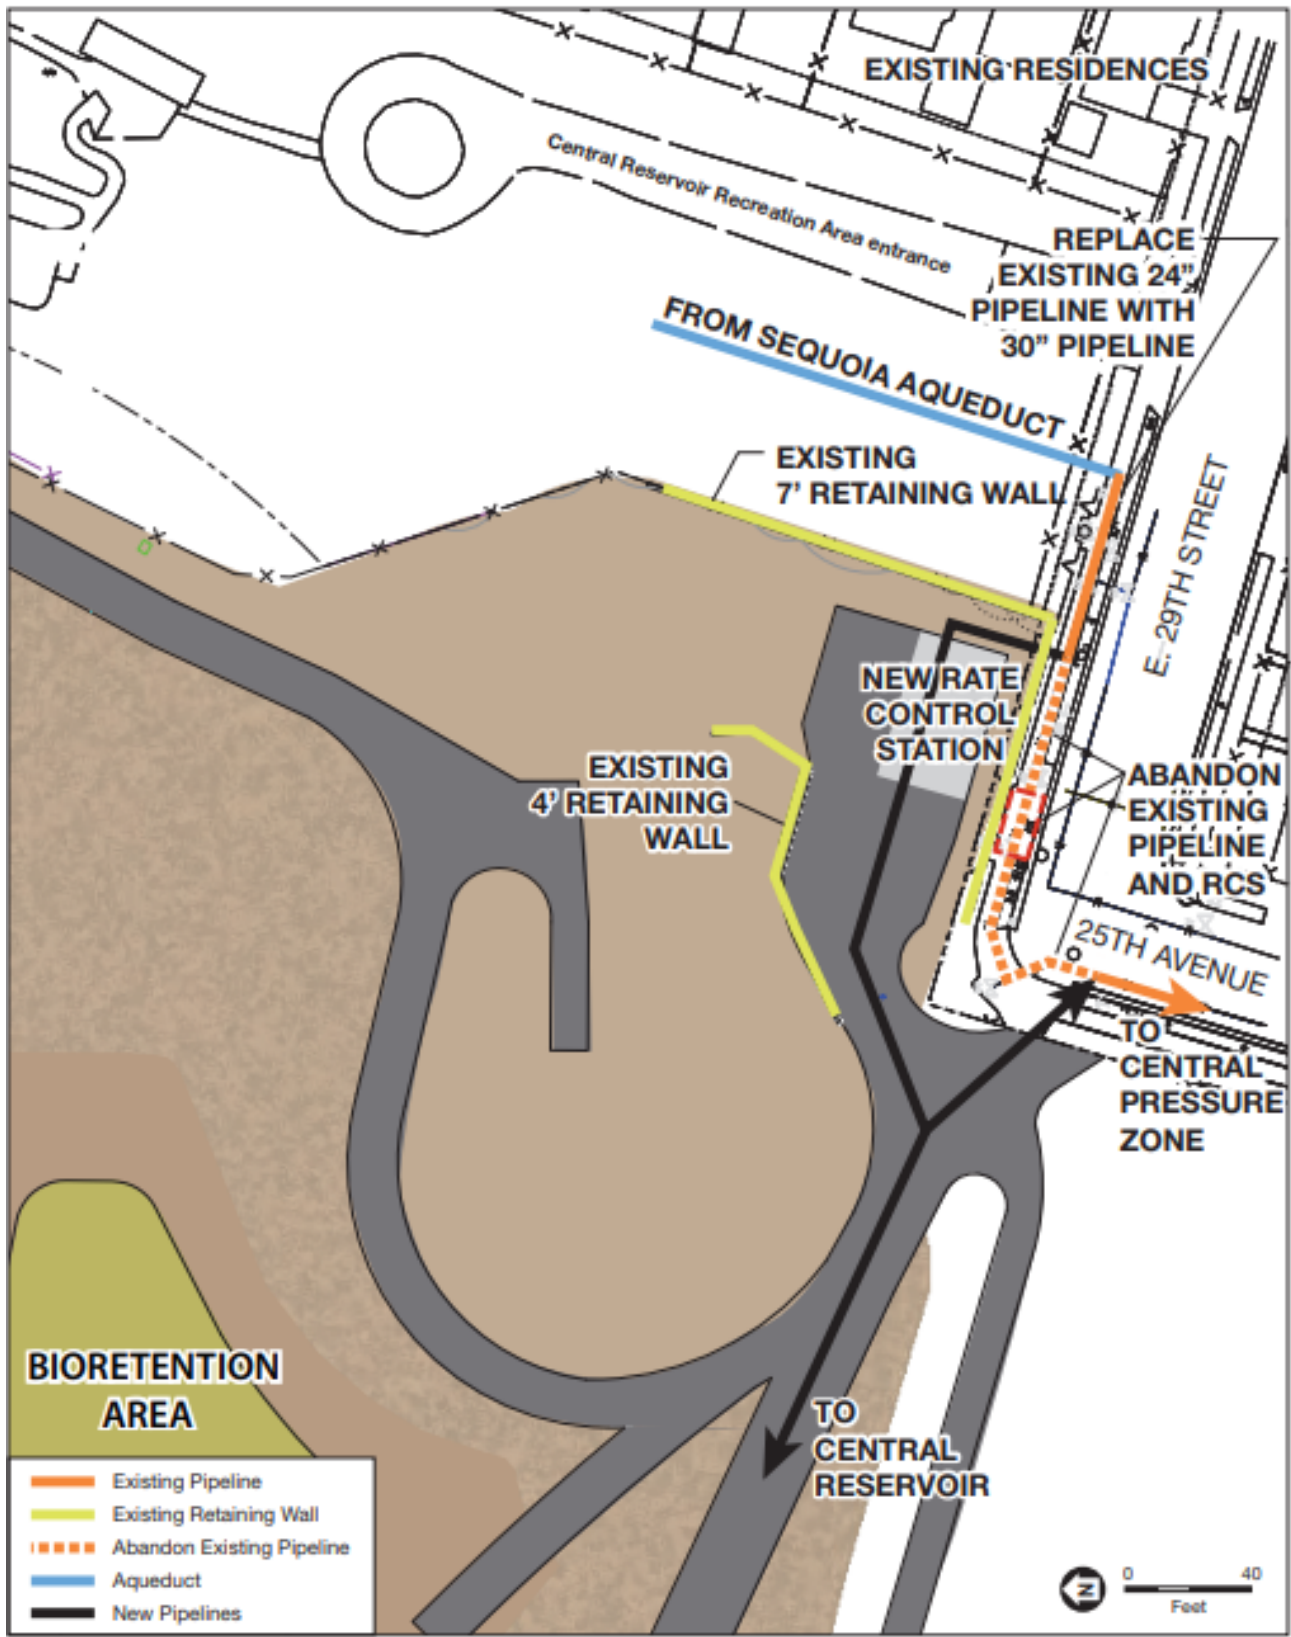 EXISTING RESIDENCES
Central Reservoir Recreation Area entrance
REPLACE
EXISTING 24”
PIPELINE WITH
30” PIPELINE
FROM SEQUOIA AQUEDUCT
EXISTING
7’ RETAINING WALL
E. 29TH STREET
NEW RATE
CONTROL
STATION
EXISTING
4’ RETAINING
WALL
ABANDON
EXISTING
PIPELINE
AND RCS
25TH AVENUE
TO
CENTRAL
PRESSURE
ZONE
BIORETENTION
AREA
TO
CENTRAL
RESERVOIR
Existing Pipeline
Existing Retaining Wall
Abandon Existing Pipeline
Aqueduct
New Pipelines
N
0 40
Feet